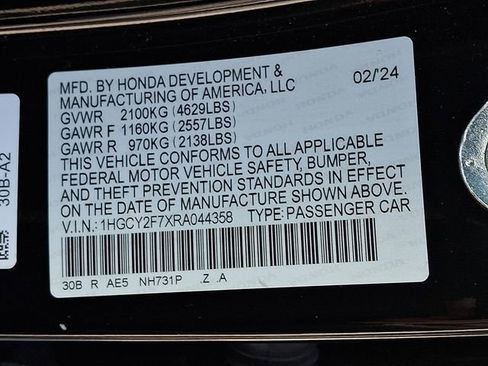 MFD. BY HONDA DEVELOPMENT & 02/'24
MANUFACTURING OF AMERICA, LLC
GVWR 2100KG (4629LBS)
GAWR F 1160KG (2557LBS)
GAWR R 970KG (2138LBS)
THIS VEHICLE CONFORMS TO ALL APPLICABLE
FEDERAL MOTOR VEHICLE SAFETY, BUMPER,
AND THEFT PREVENTION STANDARDS IN EFFECT
ON THE DATE OF MANUFACTURE SHOWN ABOVE.
V.I.N.: 1HGCY2F7XRA044358 TYPE: PASSENGER CAR
30B R AE5 NH731P .Z .A
30B-A2